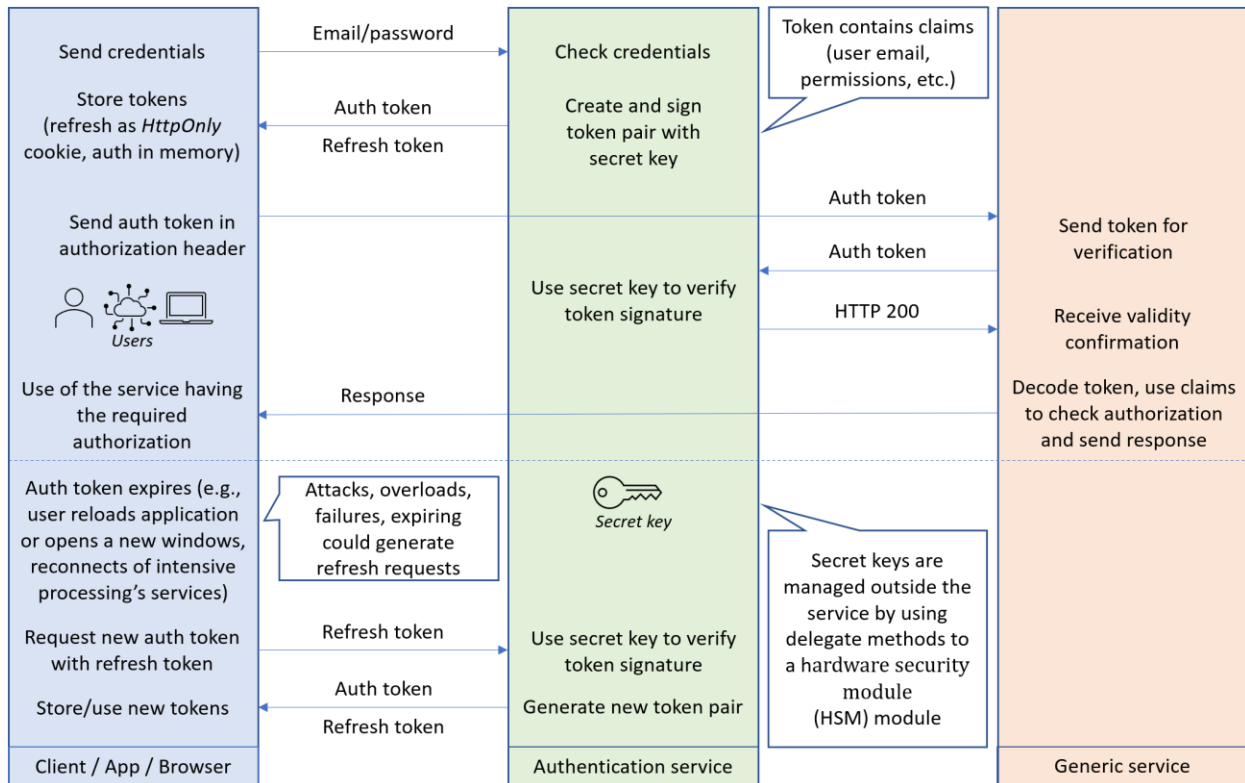 Send credentials
Email/password
Check credentials
Token contains claims
(user email,
permissions, etc.)
Store tokens
(refresh as HttpOnly
cookie, auth in memory)
Auth token
Refresh token
Create and sign
token pair with
secret key
Send auth token in
authorization header
Auth token
Send token for
verification
Auth token
Users
Use secret key to verify
token signature
HTTP 200
Receive validity
confirmation
Use of the service having
the required
authorization
Response
Decode token, use claims
to check authorization
and send response
Auth token expires (e.g.,
user reloads application
or opens a new windows,
reconnects of intensive
processing’s services)
Attacks, overloads,
failures, expiring
could generate
refresh requests
Secret key
Secret keys are
managed outside the
service by using
delegate methods to
a hardware security
module
(HSM) module
Request new auth token
with refresh token
Refresh token
Use secret key to verify
token signature
Store/use new tokens
Auth token
Refresh token
Generate new token pair
Client / App / Browser
Authentication service
Generic service